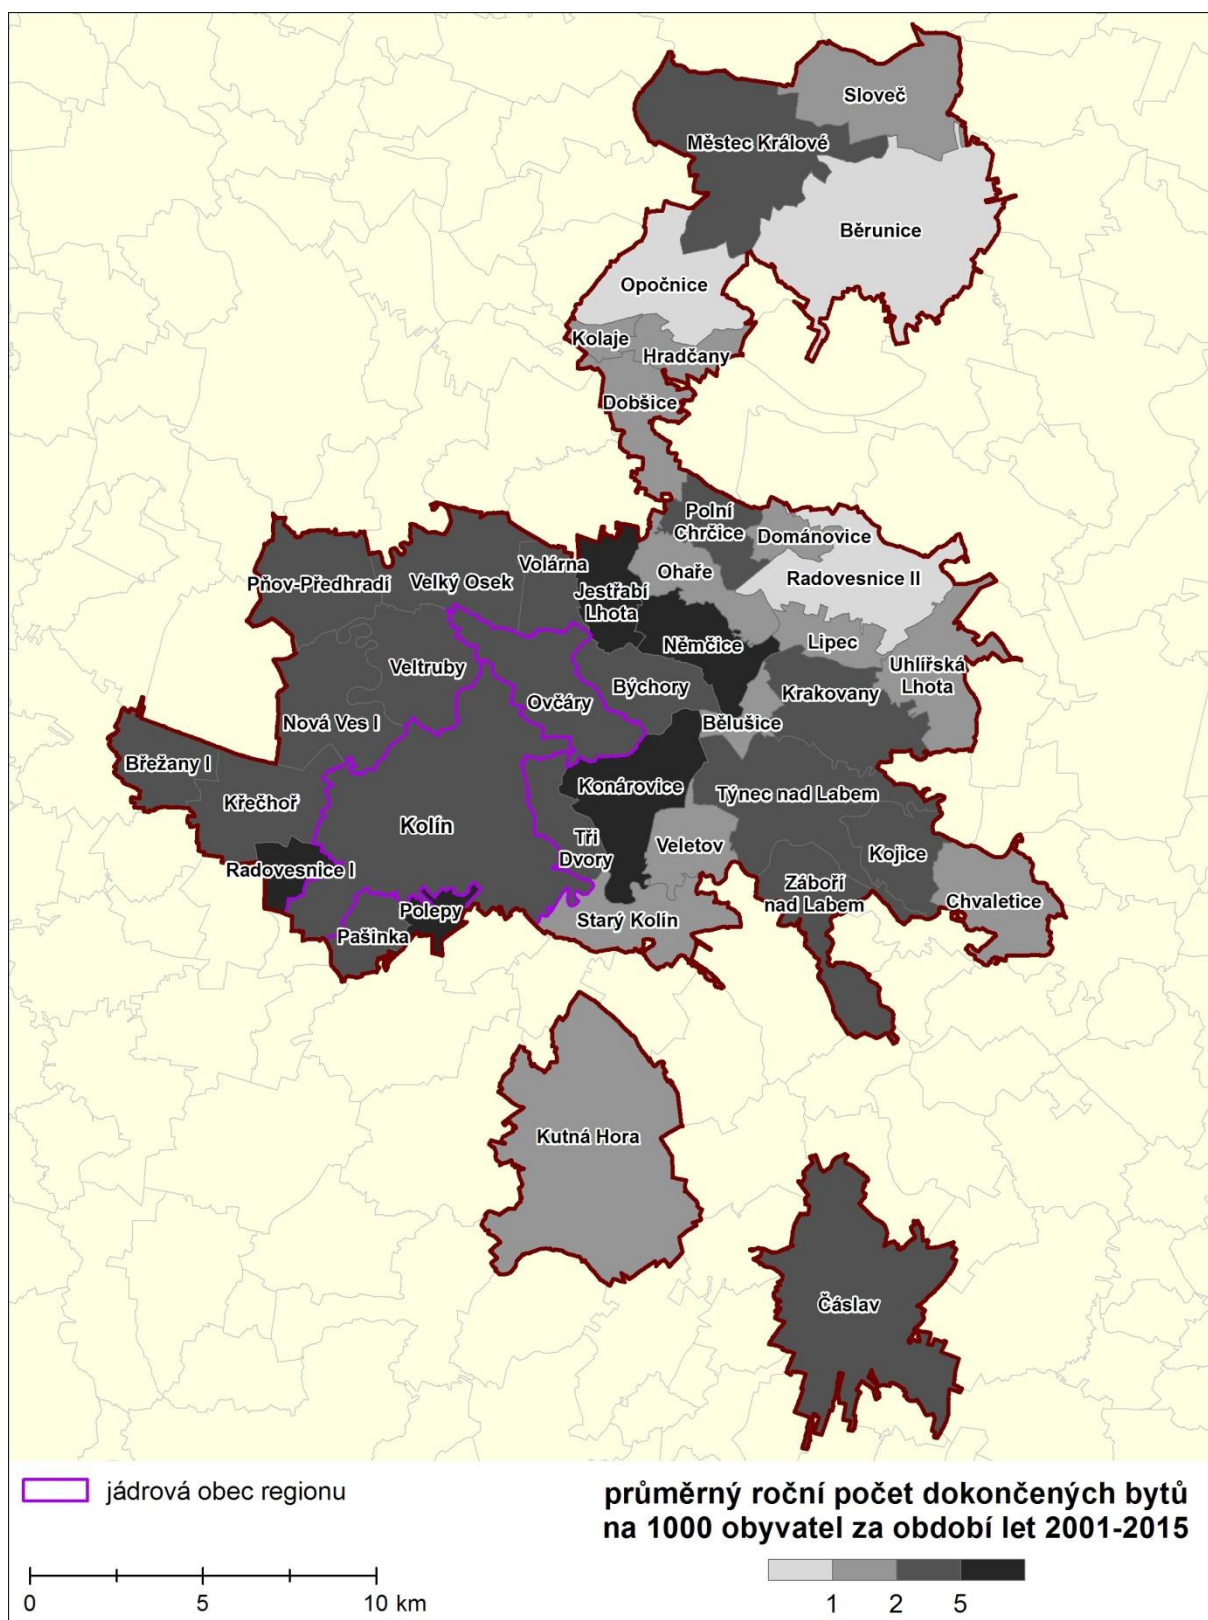 Sloveč
Městec Králové
Běrunice
Opočnice
Kolaje
Hradčany
Dobšice
Polní
Chrčice
Dománovice
Volárna
Ohaře
Radovesnice II
Pňov-Předhradí
Velký Osek
Jestřabí
Lhota
Němčice
Lipec
Uhlířská
Lhota
Veltruby
Býchory
Krakovany
Ovčáry
Nová Ves I
Bělušice
Břežany I
Konárovice
Týnec nad Labem
Křečhoř
Kolín
Tři
Dvory
Veletov
Kojice
Radovesnice I
Záboří
nad Labem
Chvaletice
Polepy
Starý Kolín
Pašinka
Kutná Hora
Čáslav
jádrová obec regionu
průměrný roční počet dokončených bytů
na 1000 obyvatel za období let 2001-2015
0 5 10 km
1 2 5